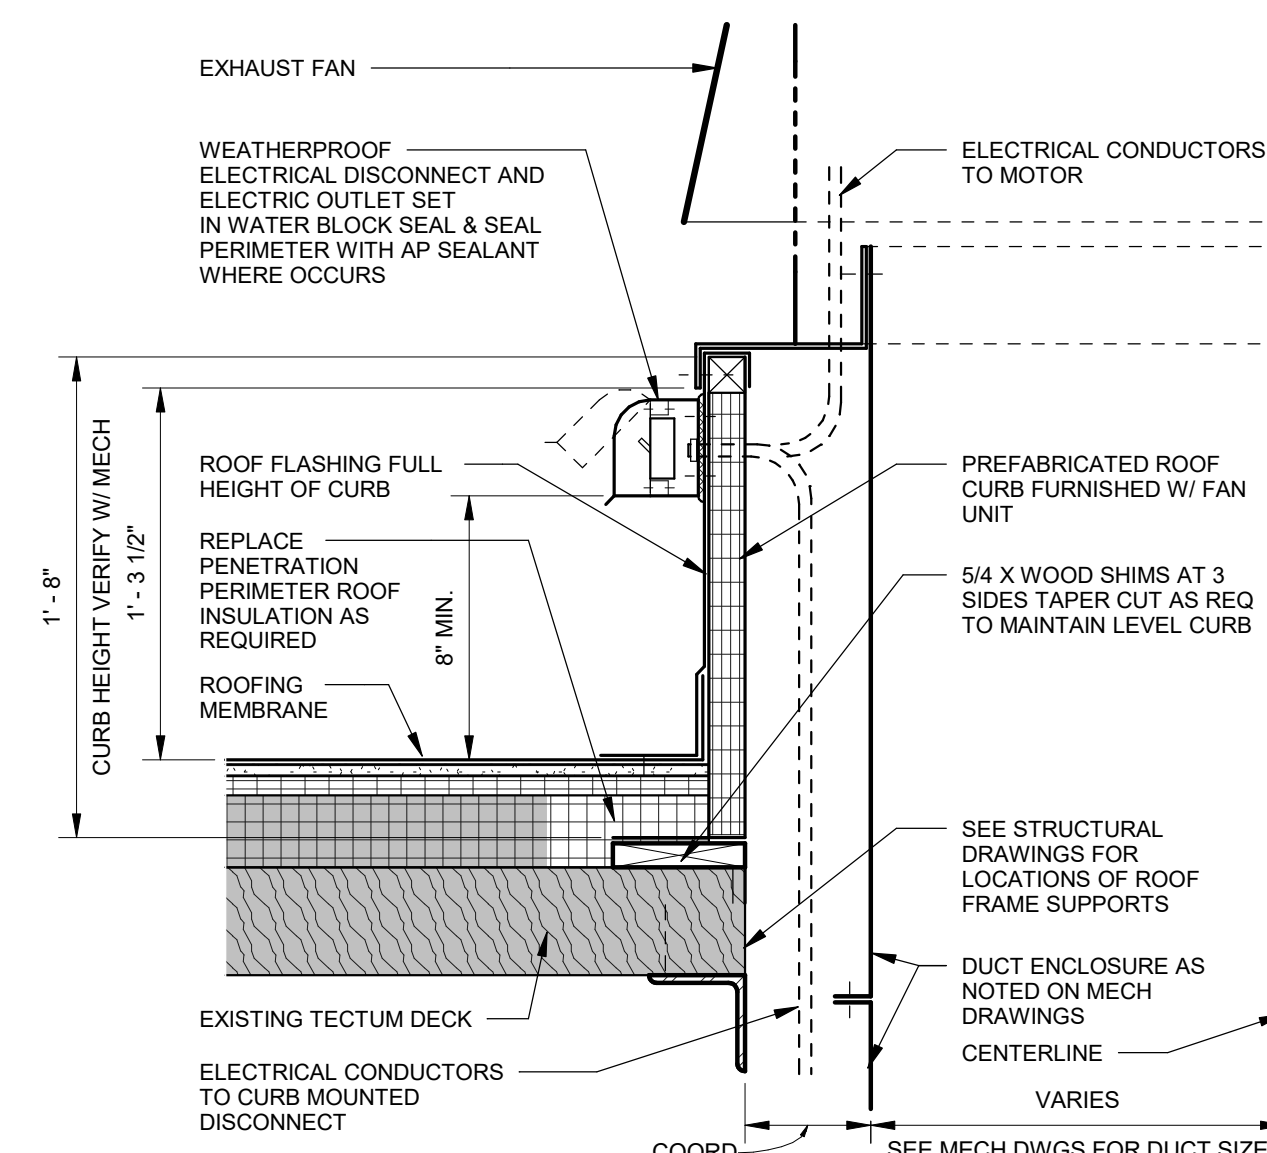 EXHAUST FAN
WEATHERPROOF
ELECTRICAL DISCONNECT AND
ELECTRIC OUTLET SET
IN WATER BLOCK SEAL & SEAL
PERIMETER WITH AP SEALANT
WHERE OCCURS
ELECTRICAL CONDUCTORS
TO MOTOR
1' - 8"
CURB HEIGHT VERIFY W/ MECH
1' - 3 1/2"
ROOF FLASHING FULL
HEIGHT OF CURB
REPLACE
PENETRATION
PERIMETER ROOF
INSULATION AS
REQUIRED
8" MIN.
ROOFING
MEMBRANE
PREFABRICATED ROOF
CURB FURNISHED W/ FAN
UNIT
5/4 X WOOD SHIMS AT 3
SIDES TAPER CUT AS REQ
TO MAINTAIN LEVEL CURB
SEE STRUCTURAL
DRAWINGS FOR
LOCATIONS OF ROOF
FRAME SUPPORTS
DUCT ENCLOSURE AS
NOTED ON MECH
DRAWINGS
CENTERLINE
EXISTING TECTUM DECK
ELECTRICAL CONDUCTORS
TO CURB MOUNTED
DISCONNECT
VARIES
COORD
SEE MECH DWGS FOR DUCT SIZE